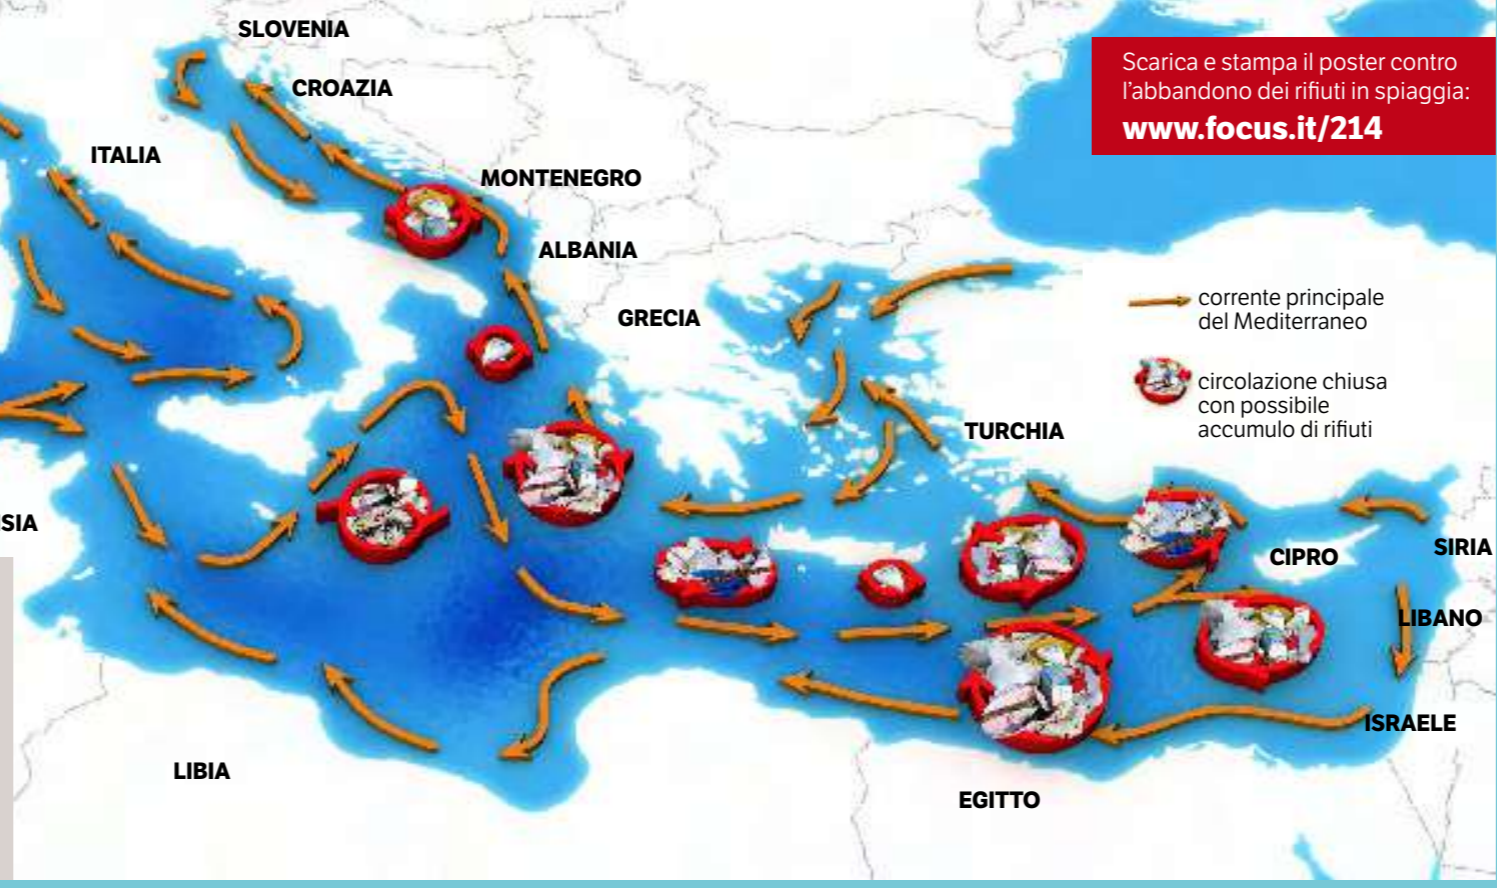 SLOVENIA
CROAZIA
ITALIA
MONTENEGRO
ALBANIA
GRECIA
Scarica e stampa il poster contro
l'abbandono dei rifiuti in spiaggia:
www.focus.it/214
corrente principale
del Mediterraneo
circolazione chiusa
con possibile
accumulo di rifiuti
TURCHIA
SIA
CIPRO
SIRIA
LIBANO
ISRAELE
LIBIA
EGITTO